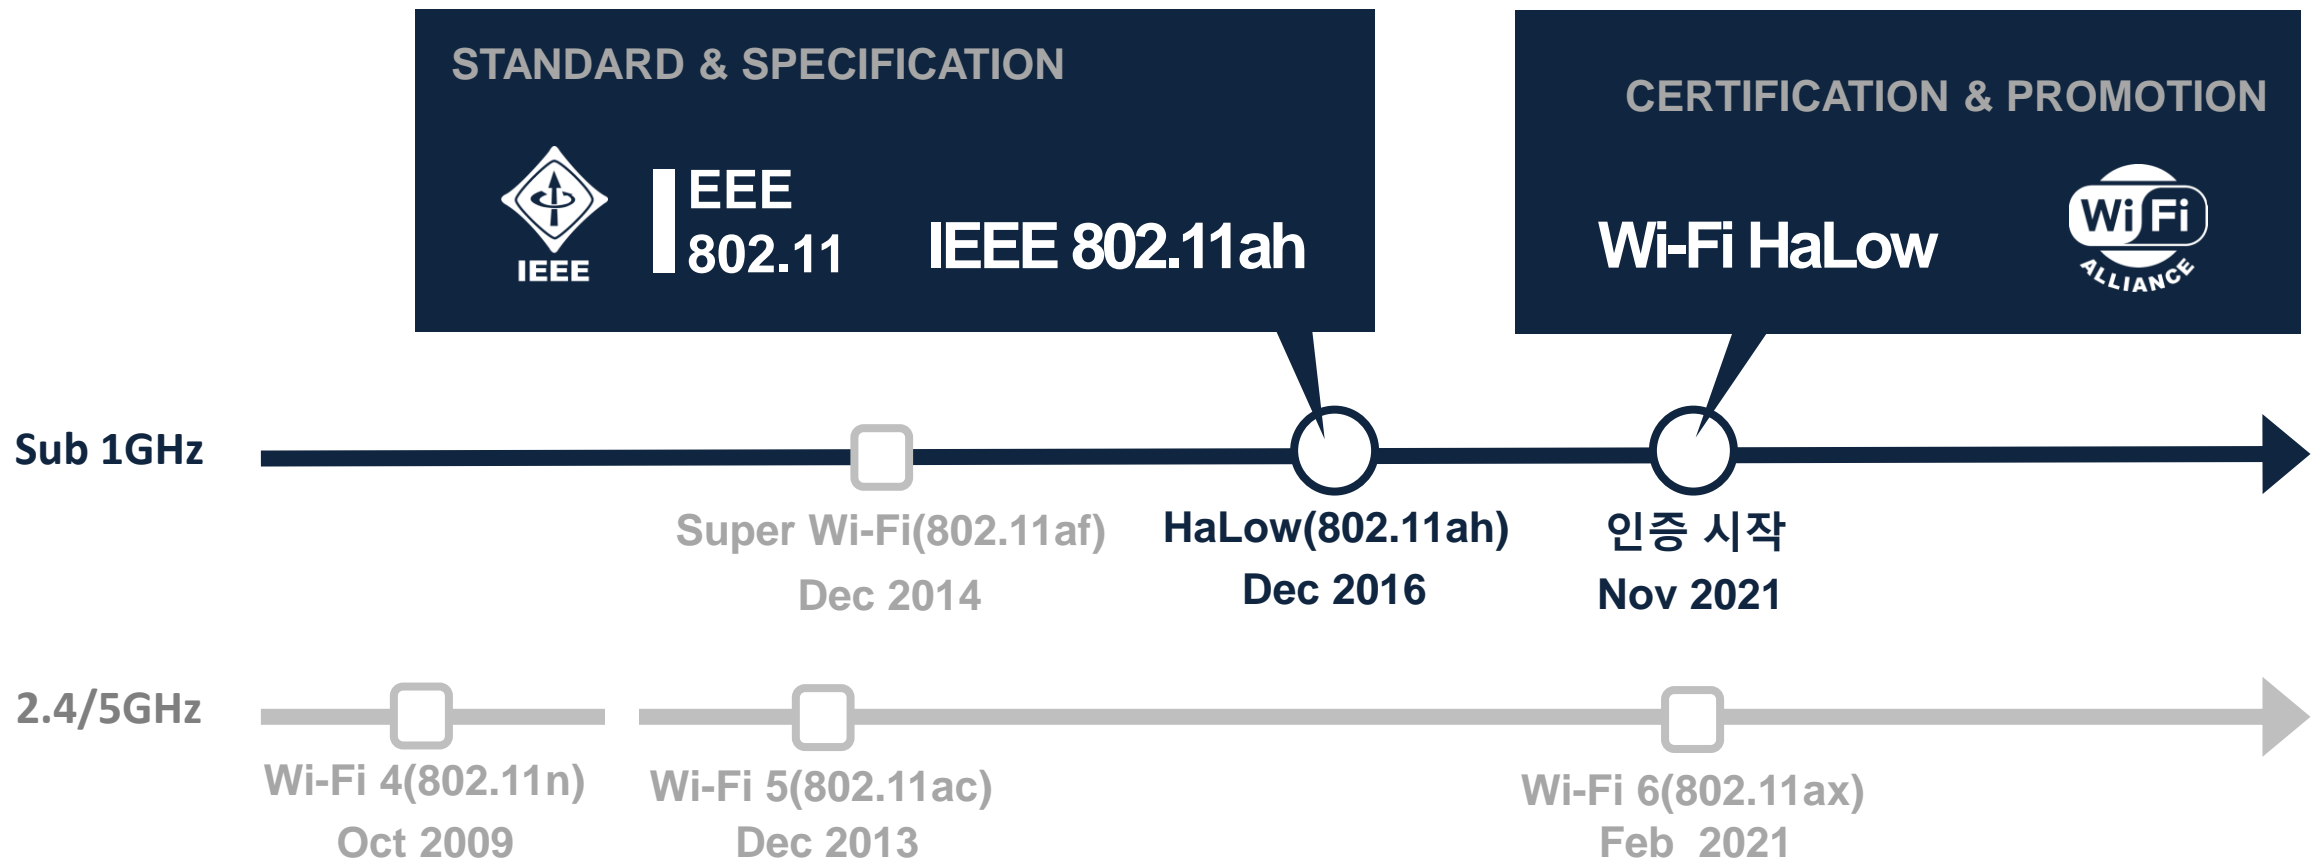 STANDARD & SPECIFICATION
IEEE
IEEE
802.11
IEEE 802.11ah
CERTIFICATION & PROMOTION
Wi-Fi HaLow
Wi Fi
ALLIANCE
Sub 1GHz
Super Wi-Fi(802.11af)
Dec 2014
HaLow(802.11ah)
Dec 2016
인증 시작
Nov 2021
2.4/5GHz
Wi-Fi 4(802.11n)
Oct 2009
Wi-Fi 5(802.11ac)
Dec 2013
Wi-Fi 6(802.11ax)
Feb 2021